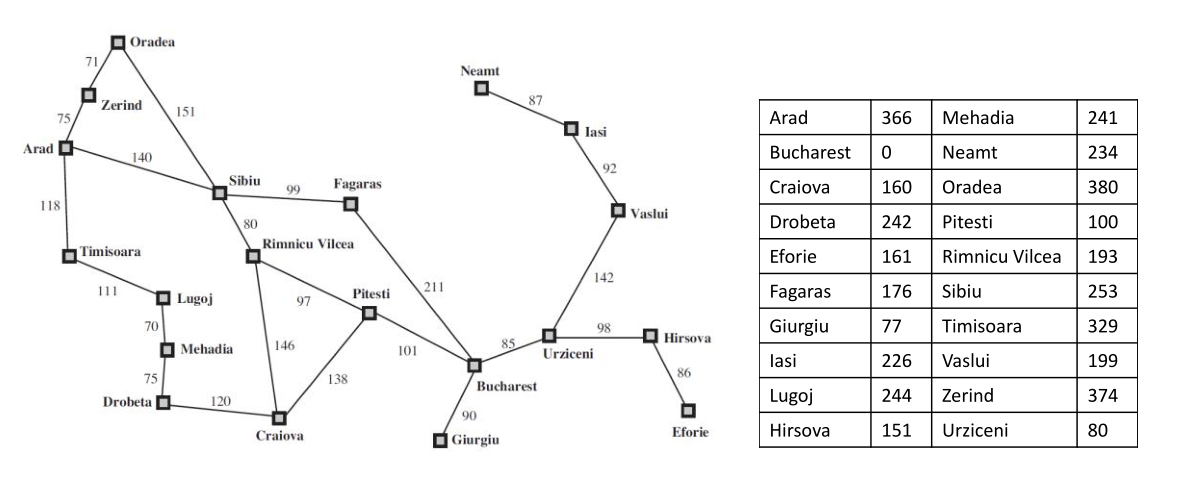 Oradea
71
Neamt
Zerind
87
151
75
Iasi
Arad
140
92
Sibiu
Fagaras
99
118
80
Vaslui
Timisoara
Rimnicu Vilcea
142
111
211
Lugoj
97
Pitesti
70
98
Hirsova
146
101
85
Urziceni
Mehadia
86
75
138
Bucharest
Drobeta
120
90
Craiova
Giurgiu
Eforie
Arad 366 Mehadia 241
Bucharest 0 Neamt 234
Craiova 160 Oradea 380
Drobeta 242 Pitesti 100
Eforie 161 Rimnicu Vilcea 193
Fagaras 176 Sibiu 253
Giurgiu 77 Timisoara 329
Iasi 226 Vaslui 199
Lugoj 244 Zerind 374
Hirsova 151 Urziceni 80